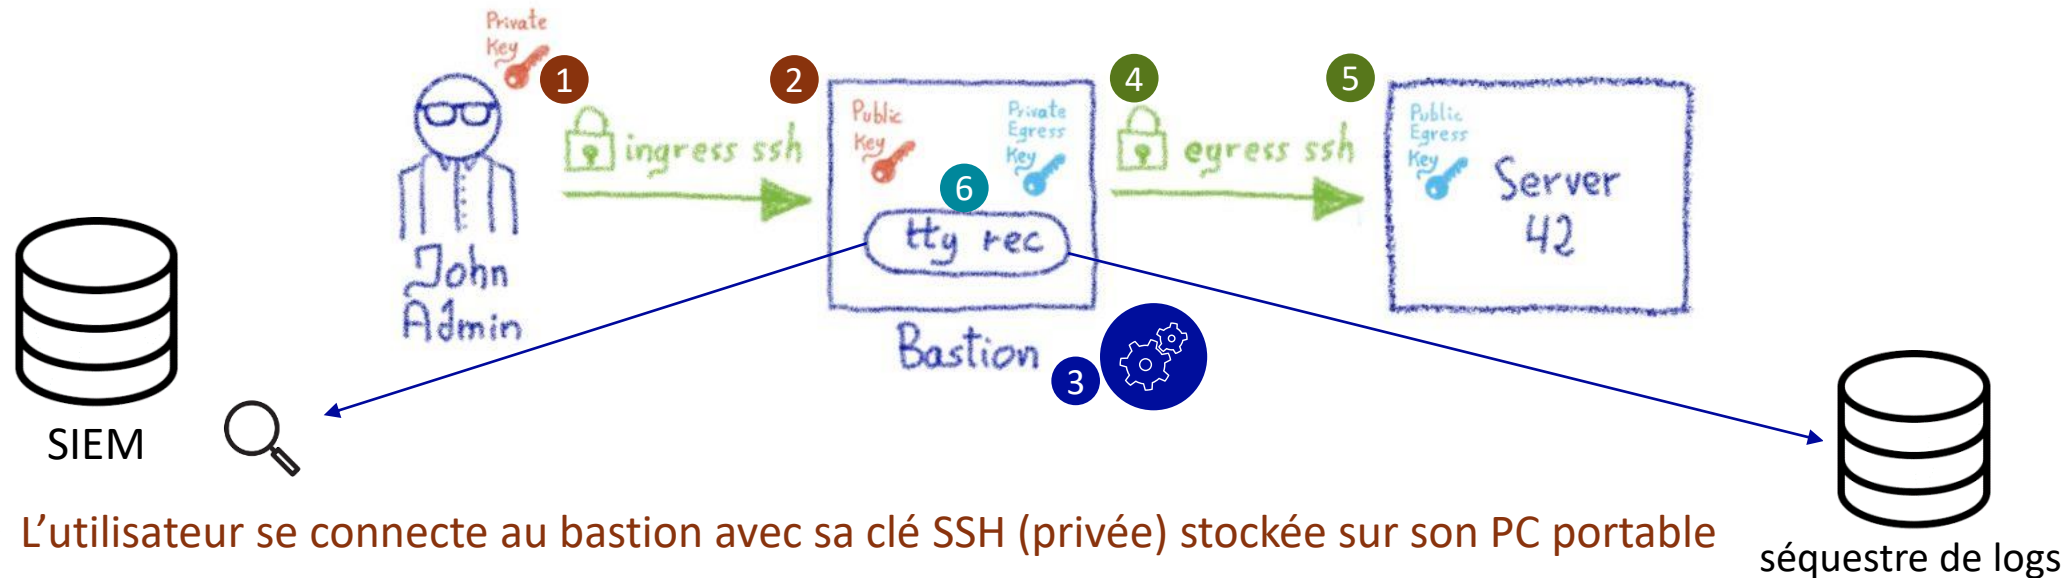 Private
Key
1
2
4
5
ingress ssh
Public
Key
Private
Egress
Key
6
tty rec
egress ssh
Public
Egress
Key
Server
42
John
Admin
Bastion
3
SIEM
L’utilisateur se connecte au bastion avec sa clé SSH (privée) stockée sur son PC portable
séquestre de logs